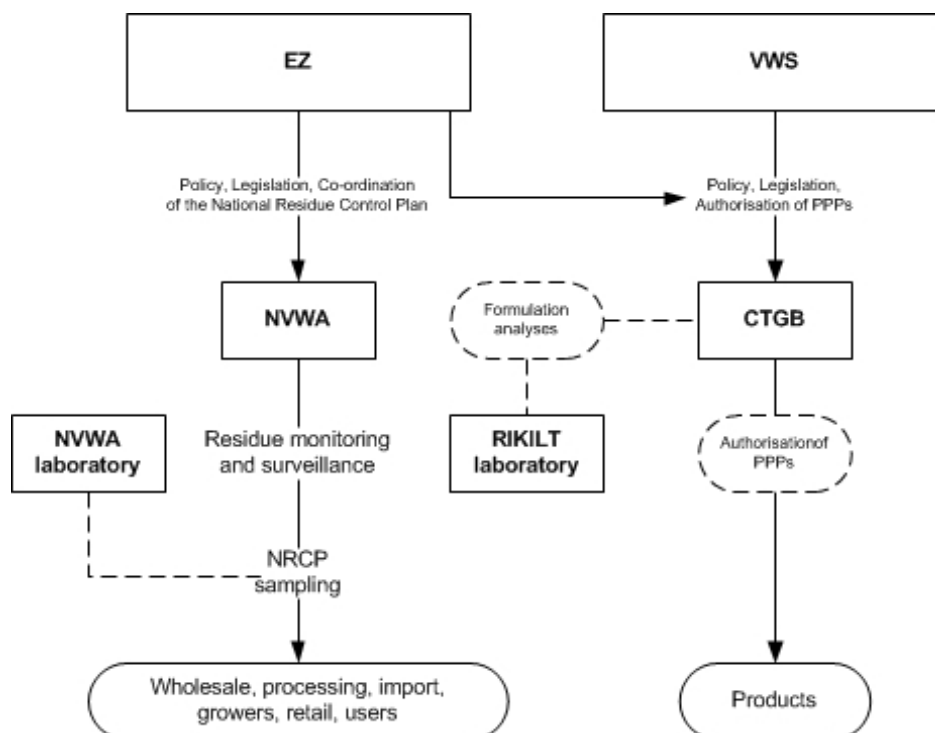 EZ
VWS
Policy, Legislation, Co-ordination
of the National Residue Control Plan
Policy, Legislation,
Authorisation of PPPs
NVWA
Formulation
analyses
CTGB
NVWA
laboratory
Residue monitoring
and surveillance
RIKILT
laboratory
Authorisationof
PPPs
NRCP
sampling
Wholesale, processing, import,
growers, retail, users
Products